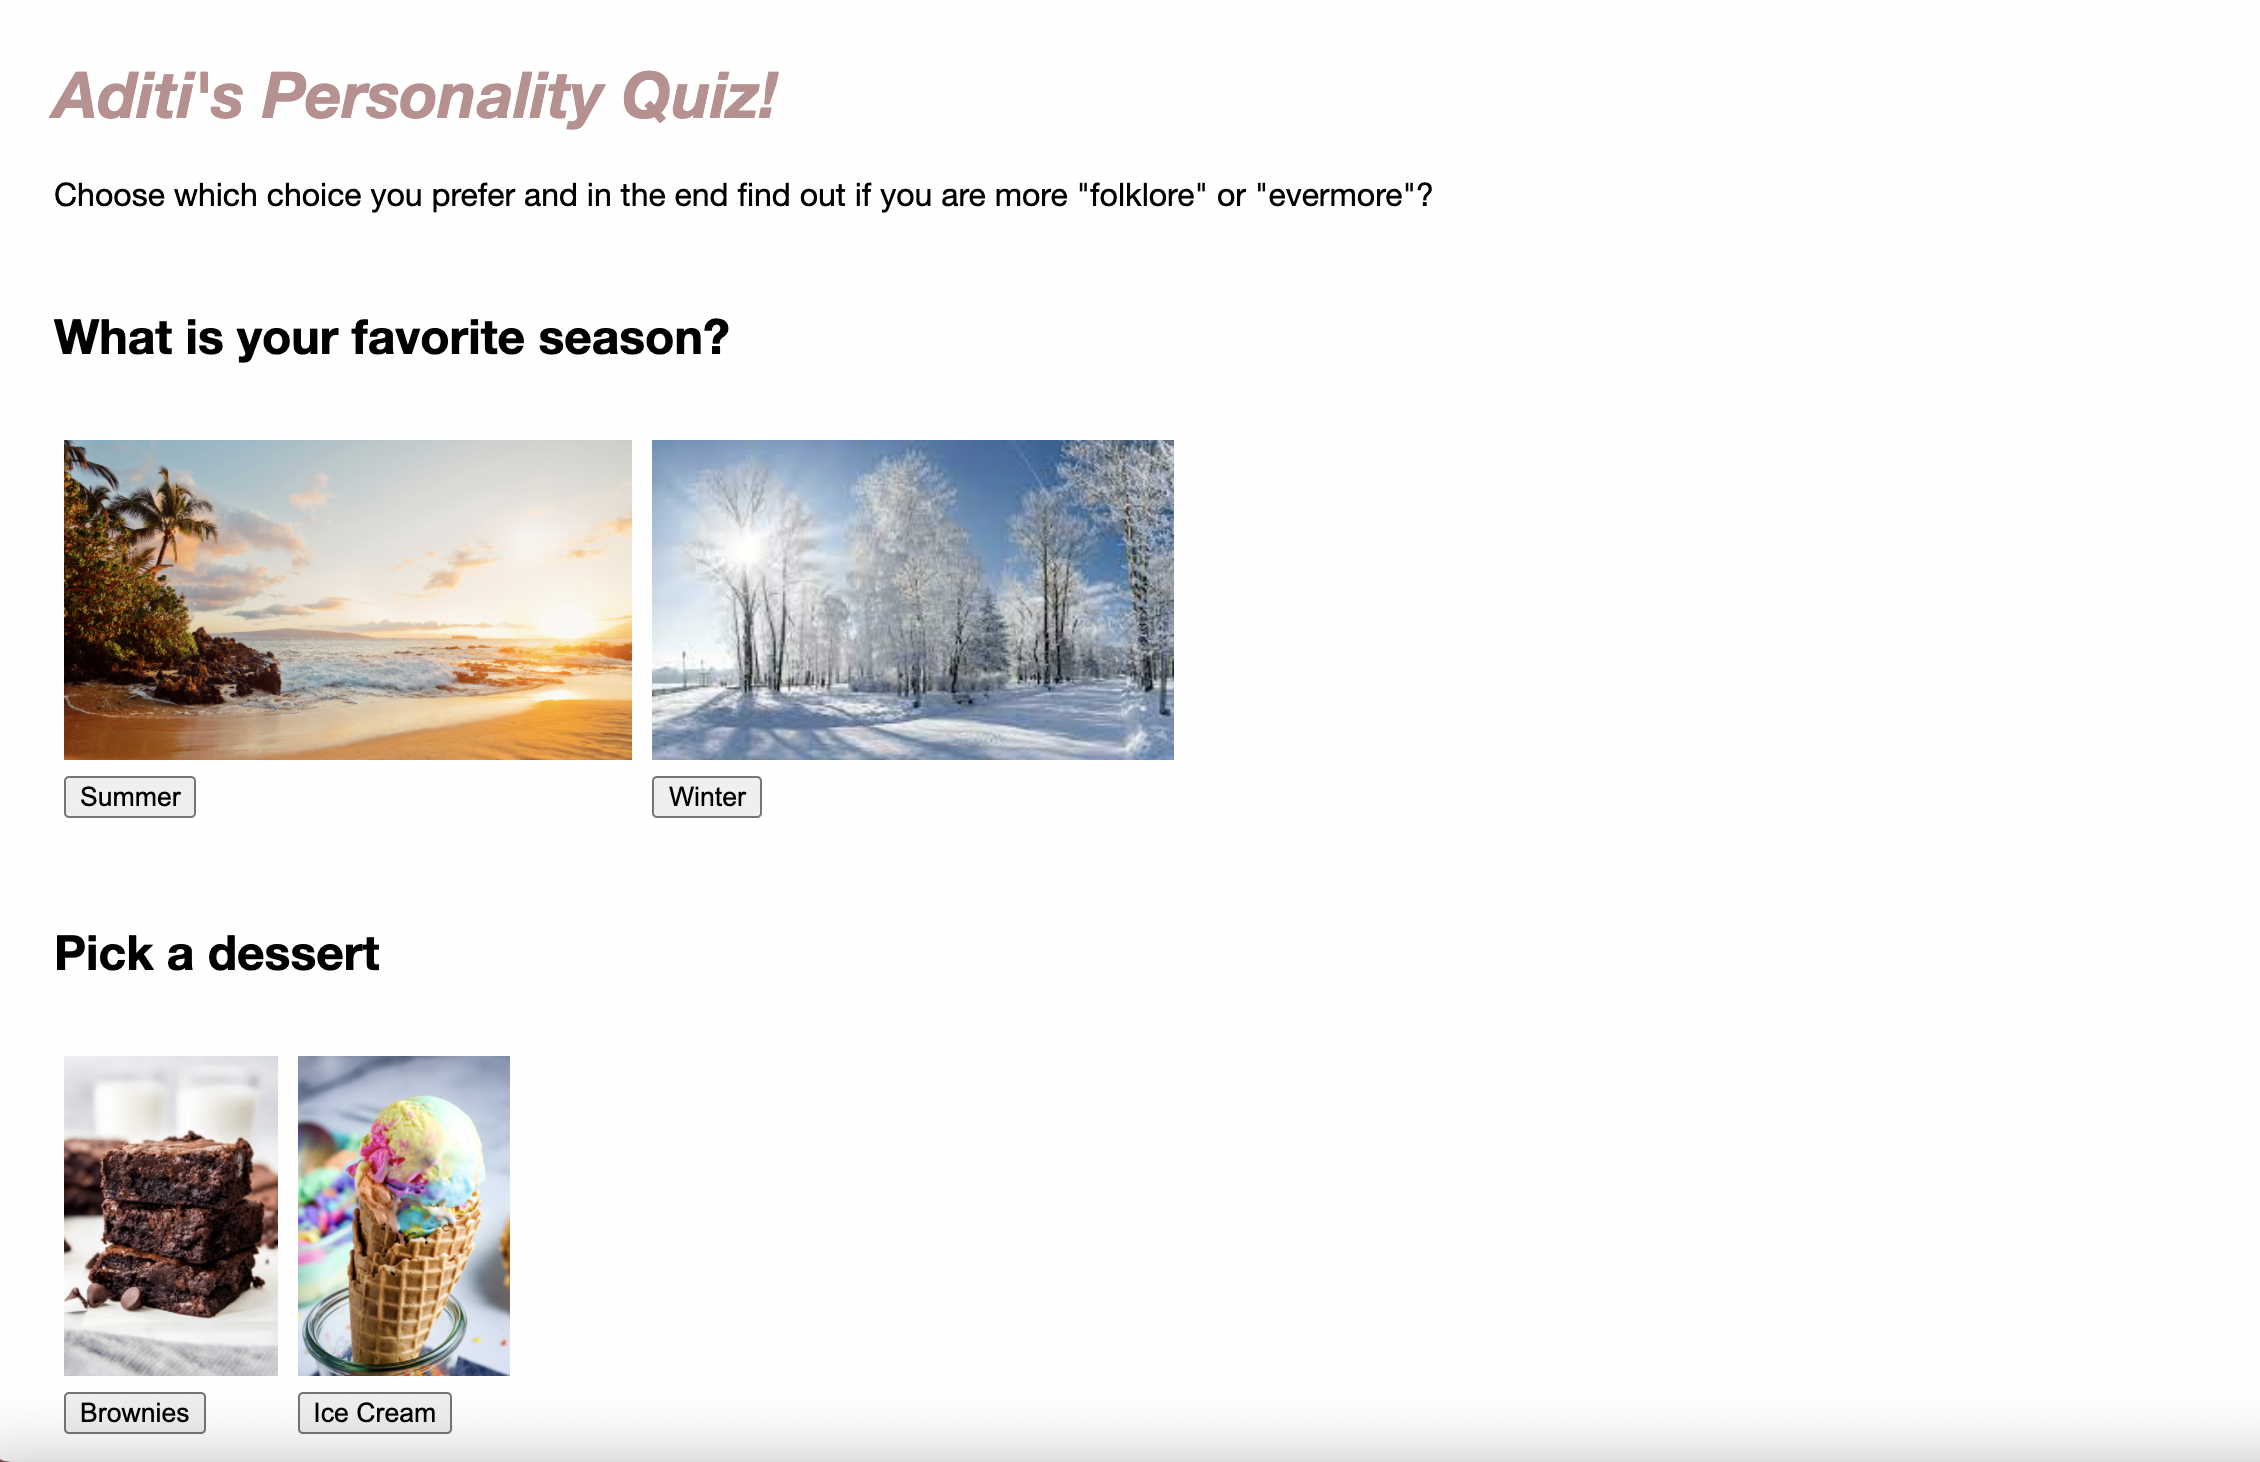 Aditi's Personality Quiz!
Choose which choice you prefer and in the end find out if you are more "folklore" or "evermore"?
What is your favorite season?
Summer
Winter
Pick a dessert
Brownies
Ice Cream